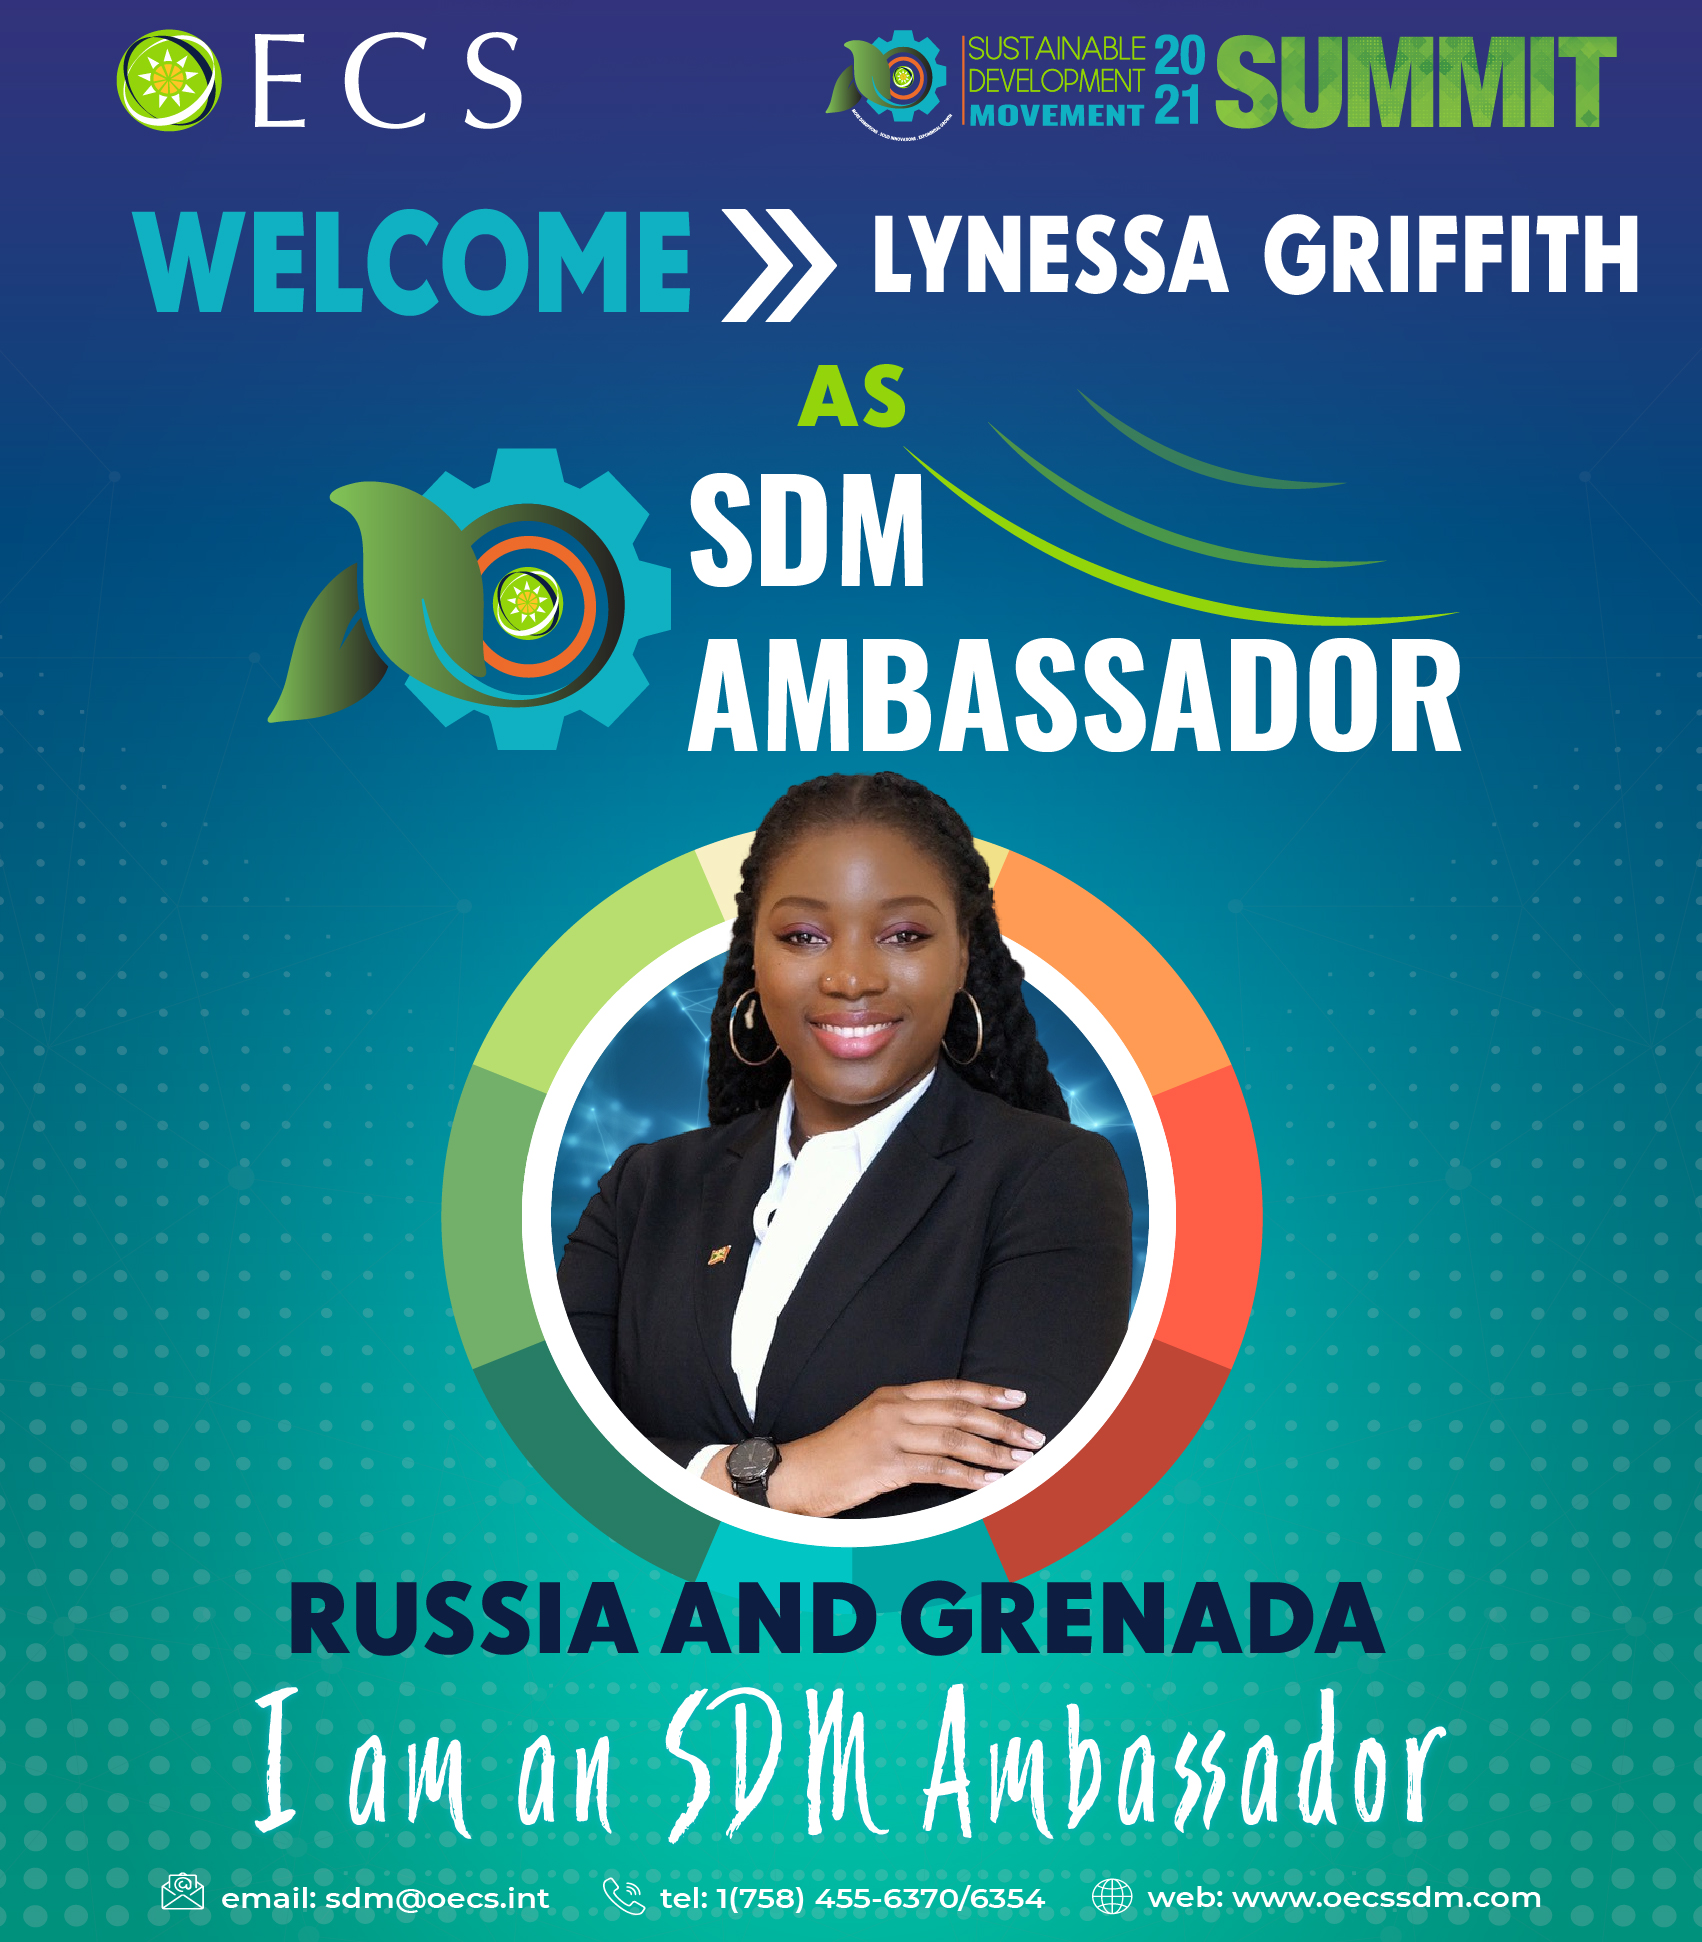 OECS
SUSTAINABLE
DEVELOPMENT
MOVEMENT
2021
SUMMIT
WELCOME LYNESSA GRIFFITH
AS
SDM
AMBASSADOR
RUSSIA AND GRENADA
I am an SDM Ambassador
email: sdm@oecs.int tel: 1(758) 455-6370/6354 web: www.oecssdm.com